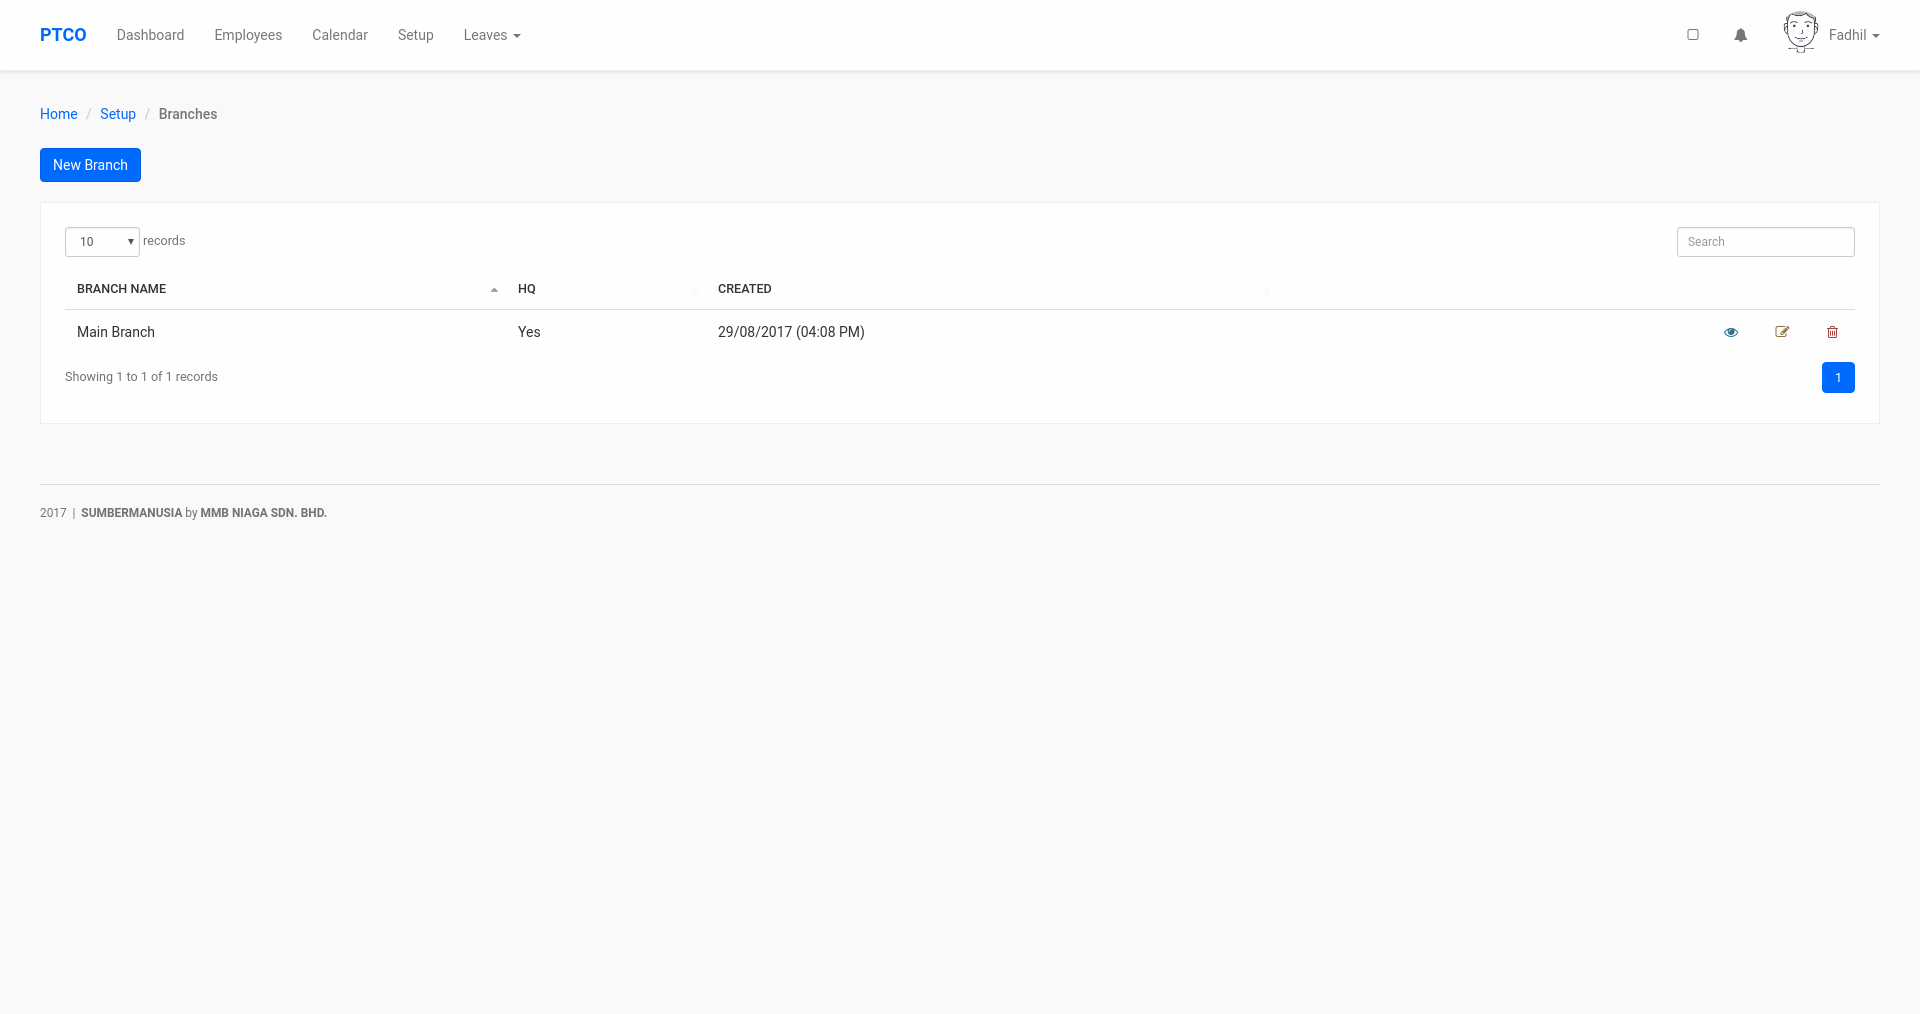 PTCO Dashboard Employees Calendar Setup Leaves Fadhil
Home / Setup / Branches
New Branch
10 records Search
BRANCH NAME HQ CREATED
Main Branch Yes 29/08/2017 (04:08 PM)
Showing 1 to 1 of 1 records 1
2017 | SUMBERMANUSIA by MMB NIAGA SDN. BHD.